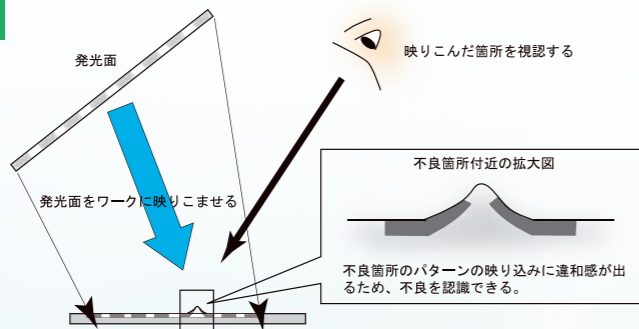 発光面
映りこんだ箇所を視認する
発光面をワークに映りこませる
不良箇所付近の拡大図
不良箇所のパターンの映り込みに違和感が出
るため、不良を認識できる。